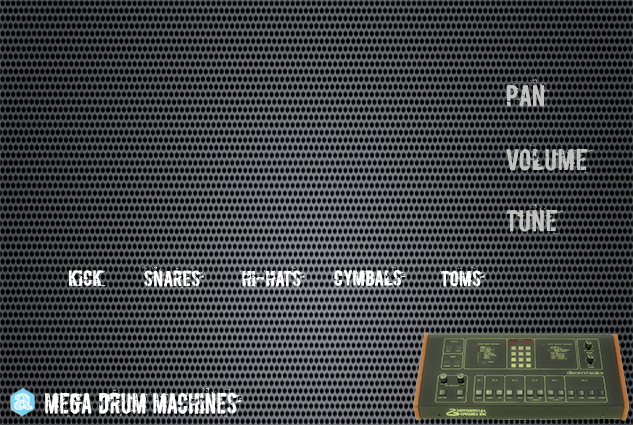 PAN
VOLUME
TUNE
KICK SNARES HI-HATS CYMBALS TOMS
MEGA DRUM MACHINES